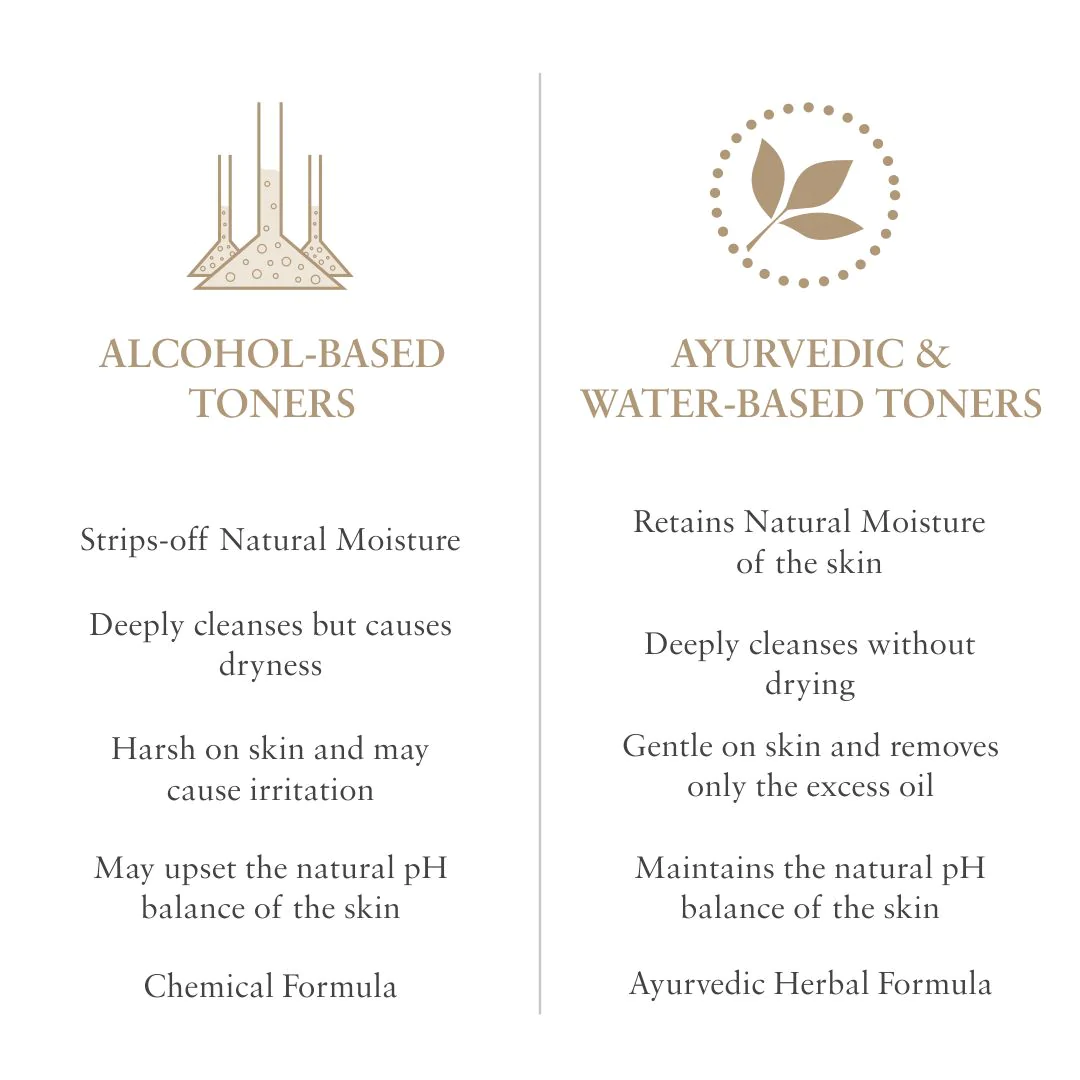 ALCOHOL-BASED
TONERS
Strips-off Natural Moisture
Deeply cleanses but causes
dryness
Harsh on skin and may
cause irritation
May upset the natural pH
balance of the skin
Chemical Formula
AYURVEDIC &
WATER-BASED TONERS
Retains Natural Moisture
of the skin
Deeply cleanses without
drying
Gentle on skin and removes
only the excess oil
Maintains the natural pH
balance of the skin
Ayurvedic Herbal Formula